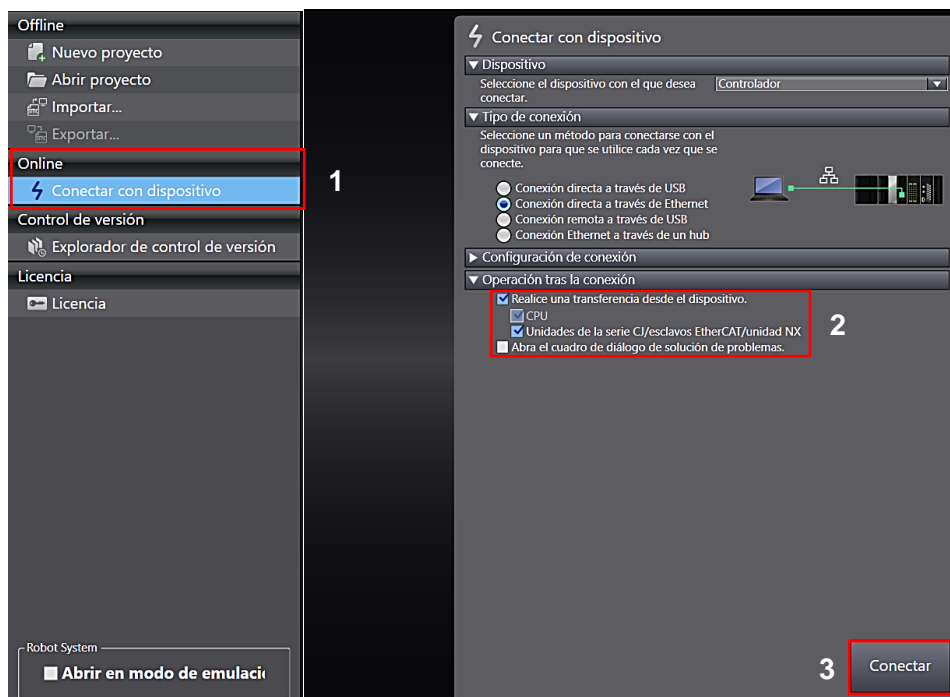 Offline
Nuevo proyecto
Abrir proyecto
Importar...
Exportar...
Online
Conectar con dispositivo
1
Control de versión
Explorador de control de versión
Licencia
Licencia
Robot System
Abrir en modo de emulaci
Conectar con dispositivo
Dispositivo
Seleccione el dispositivo con el que desea
conectar.
Controlador
Tipo de conexión
Seleccione un método para conectarse con el
dispositivo para que se utilice cada vez que se
conecte.
Conexión directa a través de USB
Conexión directa a través de Ethernet
Conexión remota a través de USB
Conexión Ethernet a través de un hub
Configuración de conexión
Operación tras la conexión
Realice una transferencia desde el dispositivo.
CPU
Unidades de la serie CJ/esclavos EtherCAT/unidad NX
Abra el cuadro de diálogo de solución de problemas.
2
3
Conectar